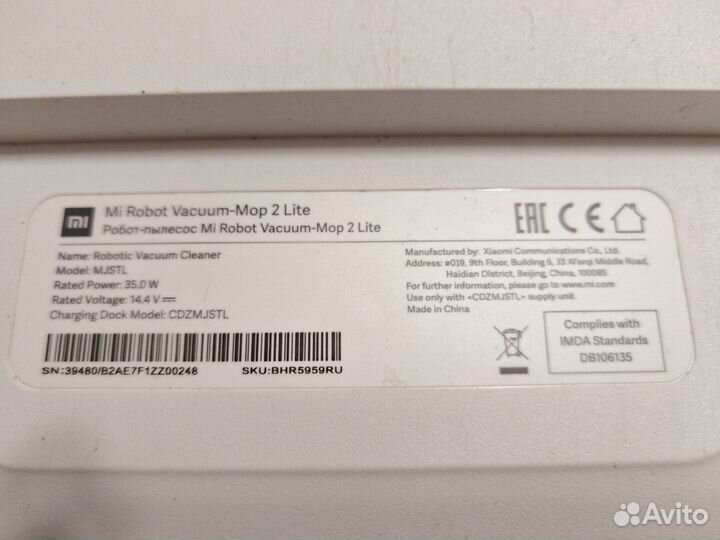 mi
Mi Robot Vacuum-Mop 2 Lite
Робот-пылесос Mi Robot Vacuum-Mop 2 Lite
Name: Robotic Vacuum Cleaner
Model: MJSTL
Rated Power: 35.0 W
Rated Voltage: 14.4 V
Charging Dock Model: CDZMJSTL
SN:39480/B2AE7F1ZZ00248 SKU:BHR5959RU
EAC CE
Manufactured by: Xiaomi Communications Co., Ltd.
Address: #019, 9th Floor, Building 6, 33 Xi'erqi Middle Road,
Haidian District, Beijing, China, 100085
For further information, please go to www.mi.com
Use only with <CDZMJSTL> supply unit
Made in China
Complies with
IMDA Standards
DB106135
Avito